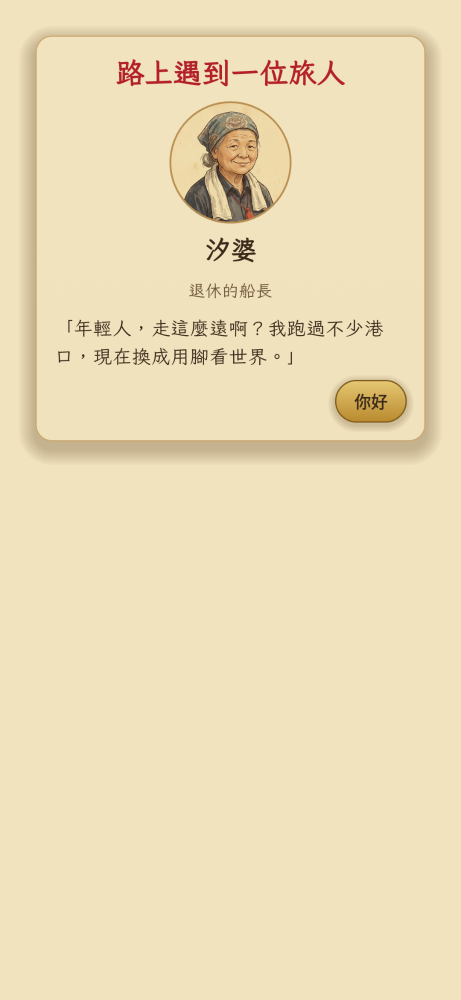 路上遇到一位旅人
汐婆
退休的船長
「年輕人，走這麼遠啊？我跑過不少港
口，現在換成用腳看世界。」
你好